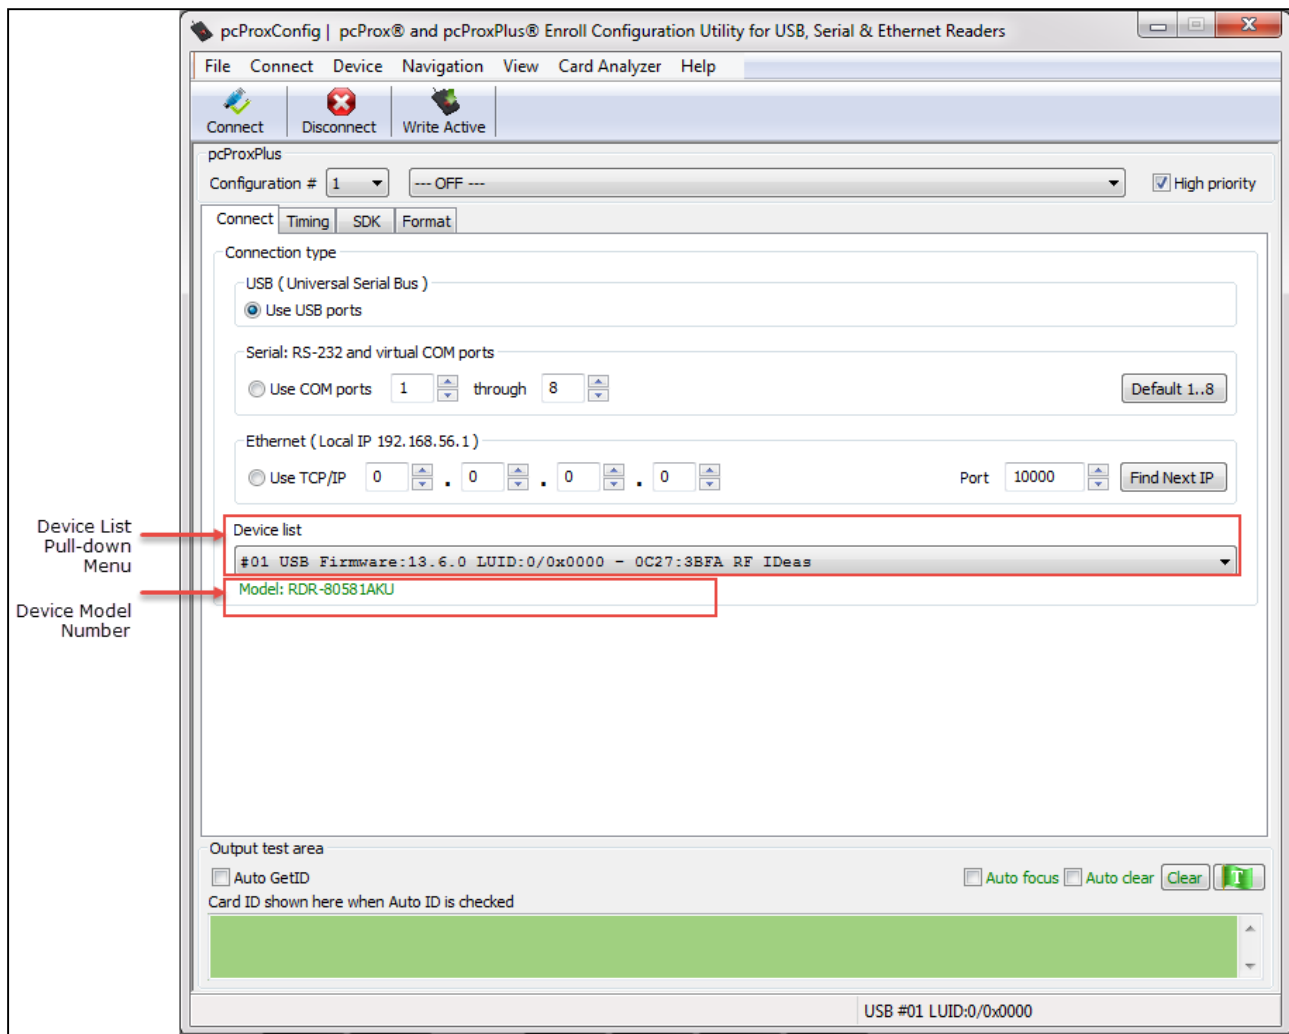 pcProxConfig | pcProx® and pcProxPlus® Enroll Configuration Utility for USB, Serial & Ethernet Readers
File Connect Device Navigation View Card Analyzer Help
Connect Disconnect Write Active
pcProxPlus
Configuration # 1 --- OFF --- High priority
Connect Timing SDK Format
Connection type
USB ( Universal Serial Bus )
Use USB ports
Serial: RS-232 and virtual COM ports
Use COM ports 1 through 8 Default 1..8
Ethernet ( Local IP 192.168.56.1 )
Use TCP/IP 0 . 0 . 0 . 0 Port 10000 Find Next IP
Device List
Pull-down
Menu
Device list
#01 USB Firmware:13.6.0 LUID:0/0x0000 - 0C27:3BFA RF IDeas
Device Model
Number
Model: RDR-80581AKU
Output test area
Auto GetID Auto focus Auto clear Clear T
Card ID shown here when Auto ID is checked
USB #01 LUID:0/0x0000